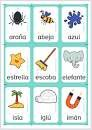 araña abeja azul
estrella escoba elefante
isla iglú imán